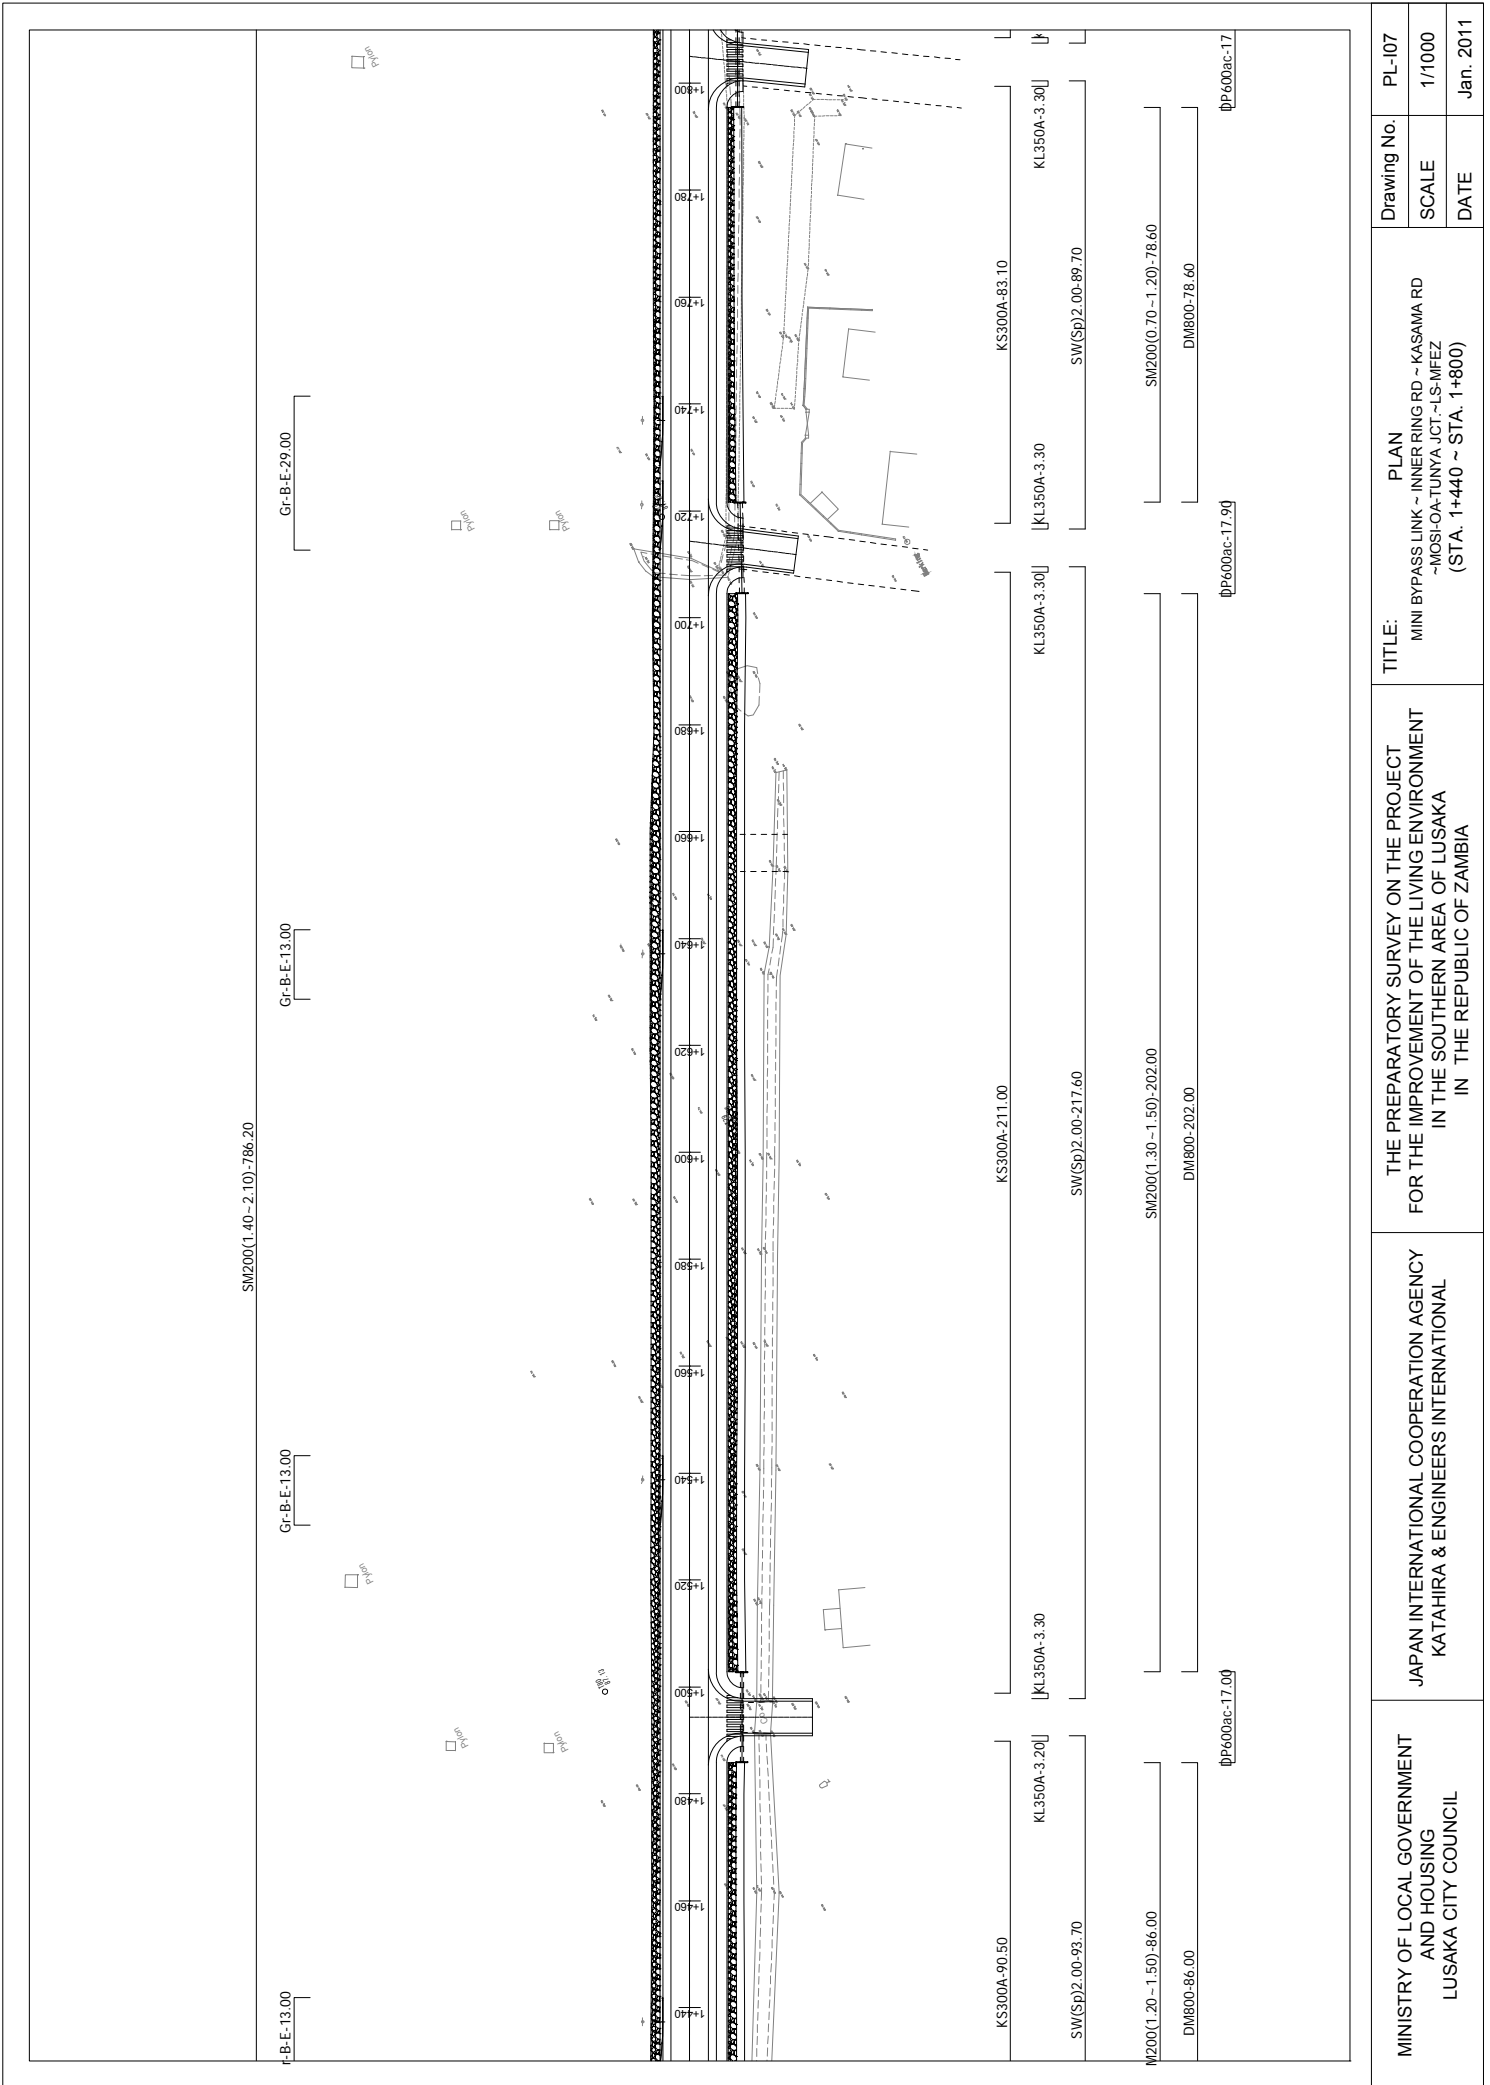 SM200(1.40~2.10)-786.20
r-B-E-13.00
Gr-B-E-13.00
Gr-B-E-13.00
Gr-B-E-29.00
Pylon
Pylon
Pylon
Pylon
Pylon
Pylon
1+440
1+460
1+480
1+500
1+520
1+540
1+560
1+580
1+600
1+620
1+640
1+660
1+680
1+700
1+720
1+740
1+760
1+780
1+800
KS300A-90.50
KS300A-211.00
KS300A-83.10
KL350A-3.20
KL350A-3.30
KL350A-3.30
KL350A-3.30
KL350A-3.30
SW(Sp)2.00-93.70
SW(Sp)2.00-217.60
SW(Sp)2.00-89.70
M200(1.20~1.50)-86.00
SM200(1.30~1.50)-202.00
SM200(0.70~1.20)-78.60
DM800-86.00
DM800-202.00
DM800-78.60
DP600ac-17.00
DP600ac-17.90
DP600ac-17
MINISTRY OF LOCAL GOVERNMENT
AND HOUSING
LUSAKA CITY COUNCIL
JAPAN INTERNATIONAL COOPERATION AGENCY
KATAHIRA & ENGINEERS INTERNATIONAL
THE PREPARATORY SURVEY ON THE PROJECT
FOR THE IMPROVEMENT OF THE LIVING ENVIRONMENT
IN THE SOUTHERN AREA OF LUSAKA
IN THE REPUBLIC OF ZAMBIA
TITLE:
PLAN
MINI BYPASS LINK ~ INNER RING RD ~ KASAMA RD
~MOSI-OA-TUNYA JCT.~LS-MFEZ
(STA. 1+440 ~ STA. 1+800)
Drawing No. PL-I07
SCALE 1/1000
DATE Jan. 2011